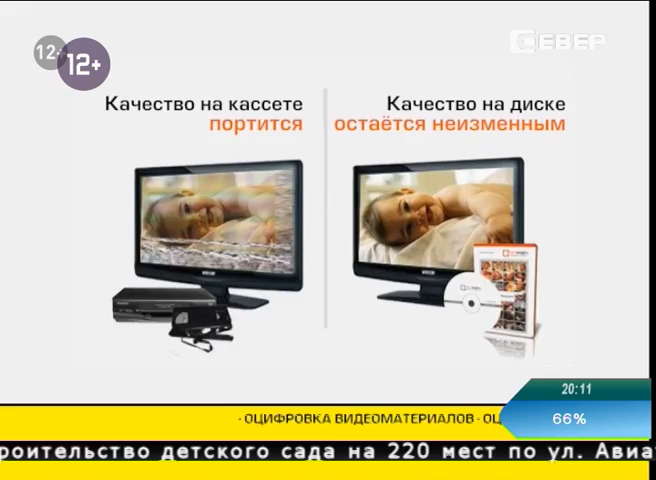 12+
12+
СЕВЕР
Качество на кассете
портится
Качество на диске
остаётся неизменным
20:11
66%
- ОЦИФРОВКА ВИДЕОМАТЕРИАЛОВ - ОЦ
роительство детского сада на 220 мест по ул. Авиа